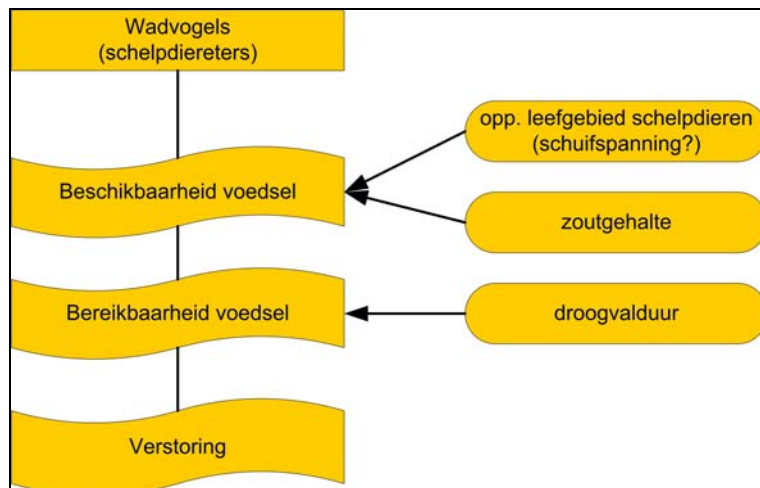 Wadvogels
(schelpdiereters)
opp. leefgebied schelpdieren
(schuifspanning?)
Beschikbaarheid voedsel
zoutgehalte
Bereikbaarheid voedsel
droogvalduur
Verstoring